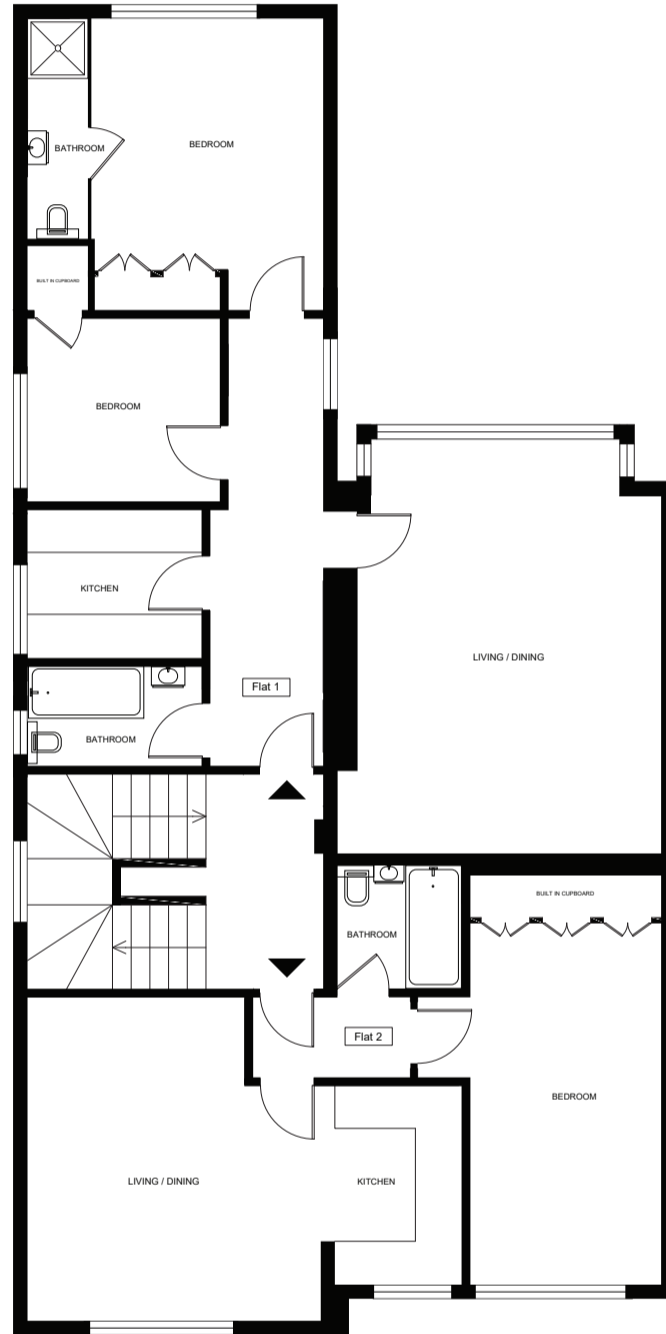 BATHROOM
BEDROOM
BUILT IN CUPBOARD
BEDROOM
KITCHEN
LIVING / DINING
Flat 1
BATHROOM
BUILT IN CUPBOARD
BATHROOM
Flat 2
BEDROOM
LIVING / DINING
KITCHEN